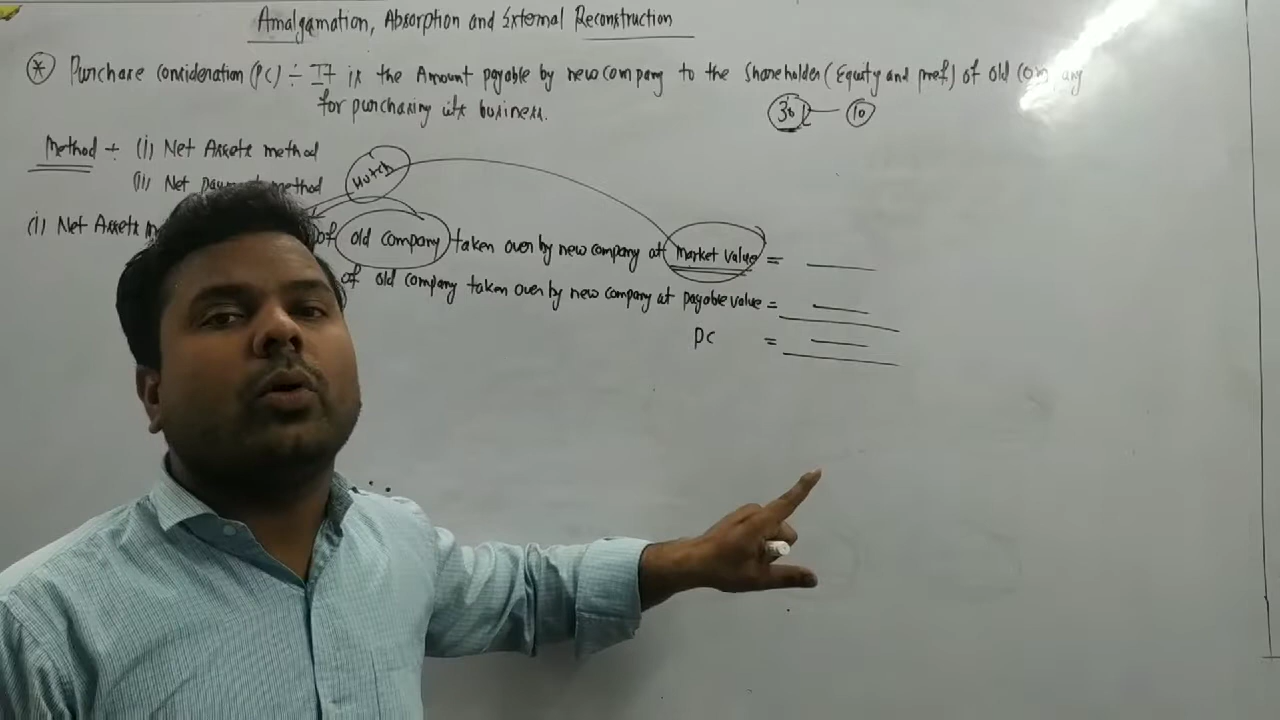 Amalgamation, Absorption and External Reconstruction
* Purchase consideration (PC) ÷ It is the Amount payable by new company to the Shareholder (Equity and pref) of old company
for purchasing its business.
10
Method ÷ (i) Net Assets method
(ii) Net payment method
Hutch
(i) Net Assets m of old company taken over by new company at market value =
of old company taken over by new company at payable value =
PC =